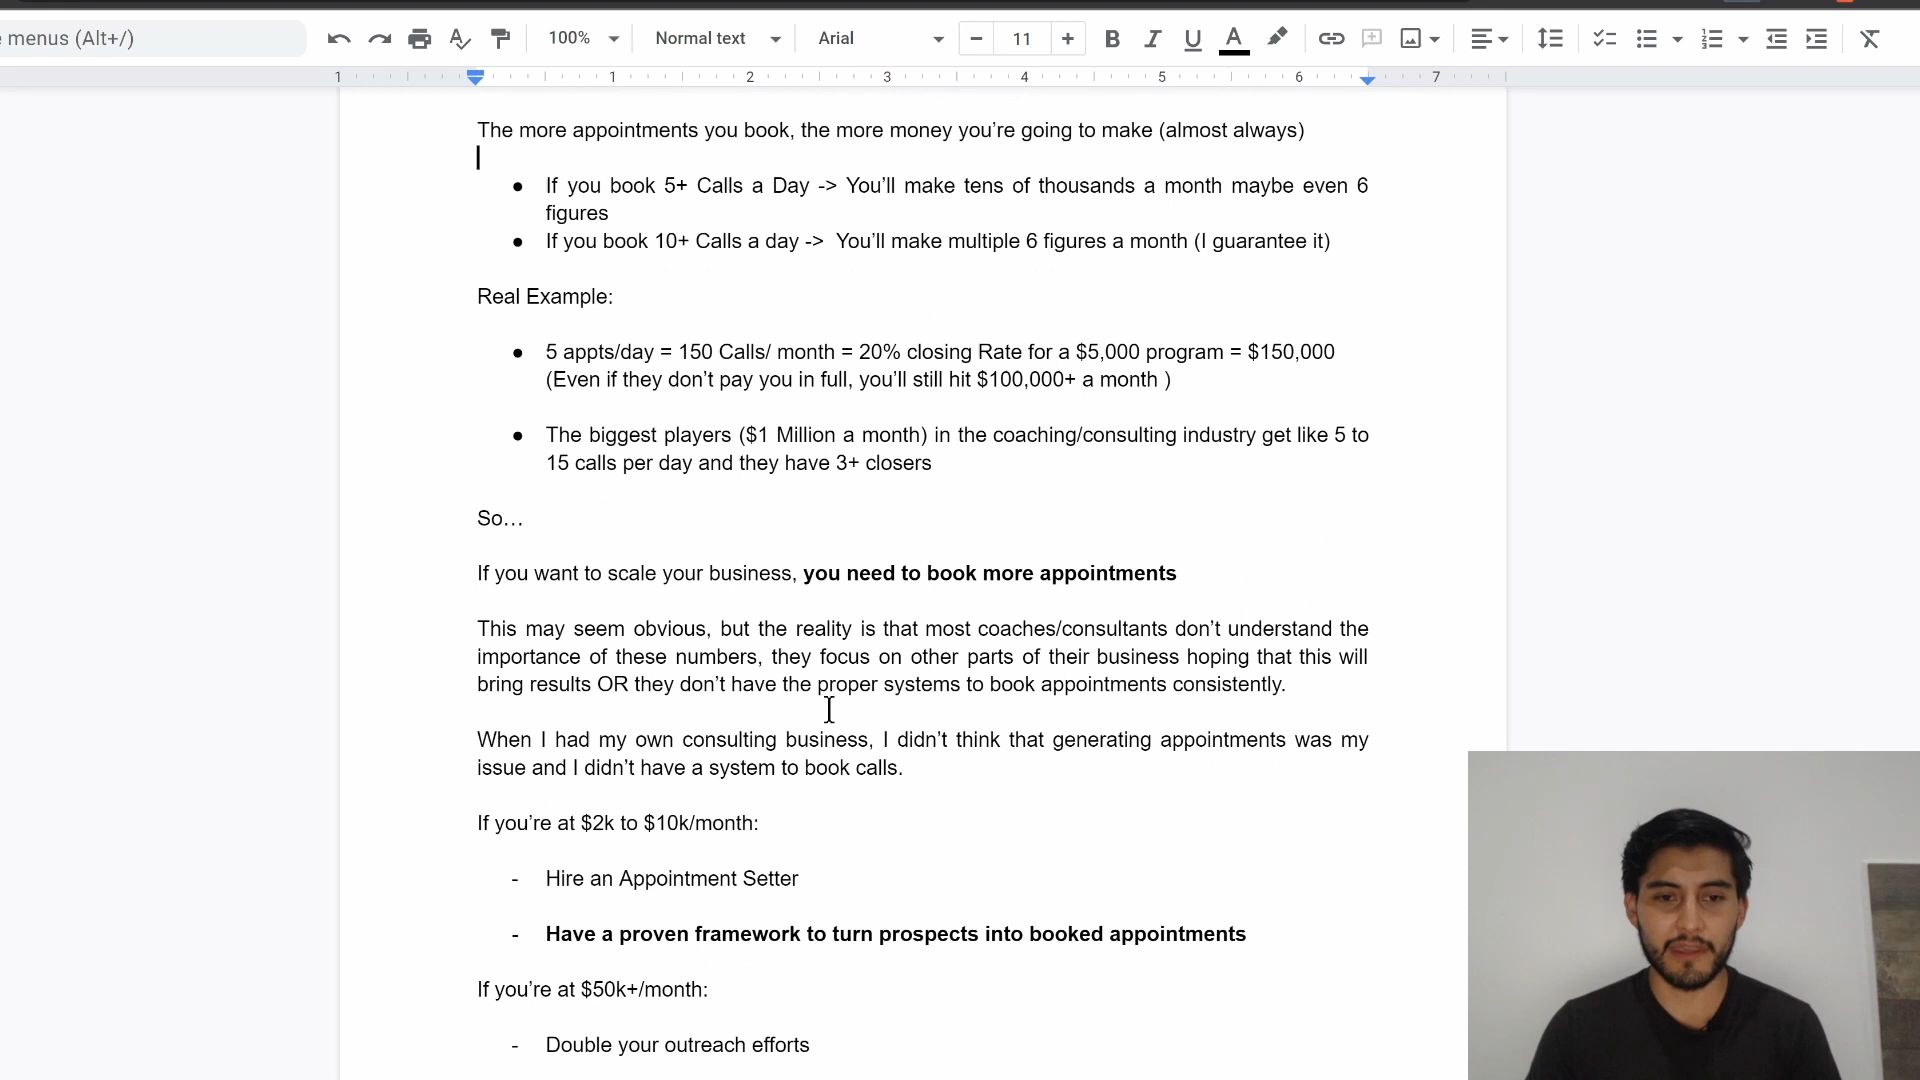 menus (Alt+/)
100%
Normal text
Arial
11
B I U A
1 1 2 3 4 5 6 7
The more appointments you book, the more money you’re going to make (almost always)
● If you book 5+ Calls a Day -> You’ll make tens of thousands a month maybe even 6
figures
● If you book 10+ Calls a day -> You’ll make multiple 6 figures a month (I guarantee it)
Real Example:
● 5 appts/day = 150 Calls/ month = 20% closing Rate for a $5,000 program = $150,000
(Even if they don’t pay you in full, you’ll still hit $100,000+ a month )
● The biggest players ($1 Million a month) in the coaching/consulting industry get like 5 to
15 calls per day and they have 3+ closers
So…
If you want to scale your business, you need to book more appointments
This may seem obvious, but the reality is that most coaches/consultants don’t understand the
importance of these numbers, they focus on other parts of their business hoping that this will
bring results OR they don’t have the proper systems to book appointments consistently.
When I had my own consulting business, I didn’t think that generating appointments was my
issue and I didn’t have a system to book calls.
If you’re at $2k to $10k/month:
- Hire an Appointment Setter
- Have a proven framework to turn prospects into booked appointments
If you’re at $50k+/month:
- Double your outreach efforts